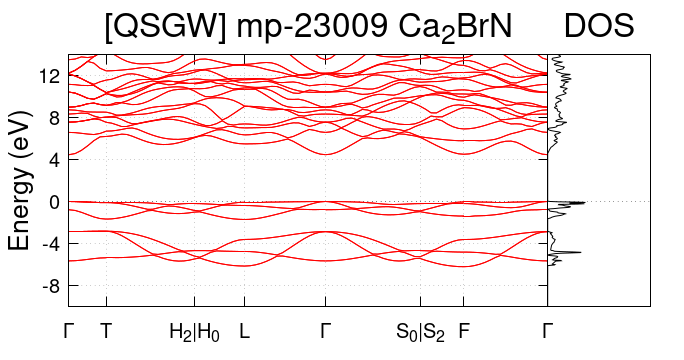 [QSGW] mp-23009 Ca₂BrN DOS
Energy (eV)
12
8
4
0
-4
-8
Γ T H₂|H₀ L Γ S₀|S₂ F Γ